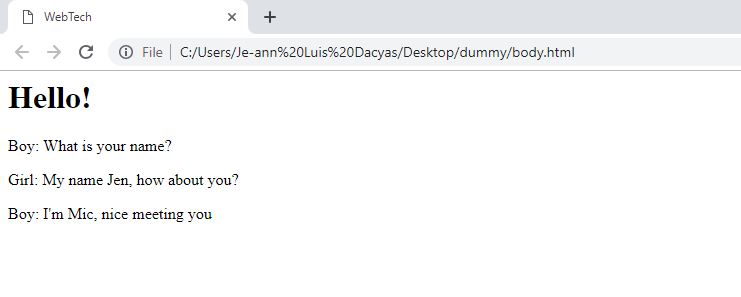 WebTech
File | C:/Users/Je-ann%20Luis%20Dacyas/Desktop/dummy/body.html
Hello!
Boy: What is your name?
Girl: My name Jen, how about you?
Boy: I'm Mic, nice meeting you